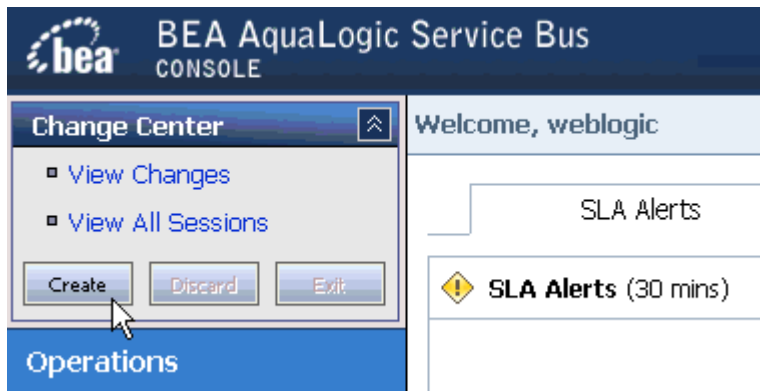 bea
BEA AquaLogic Service Bus
CONSOLE
Change Center
View Changes
View All Sessions
Create Discard Exit
Operations
Welcome, weblogic
SLA Alerts
SLA Alerts (30 mins)